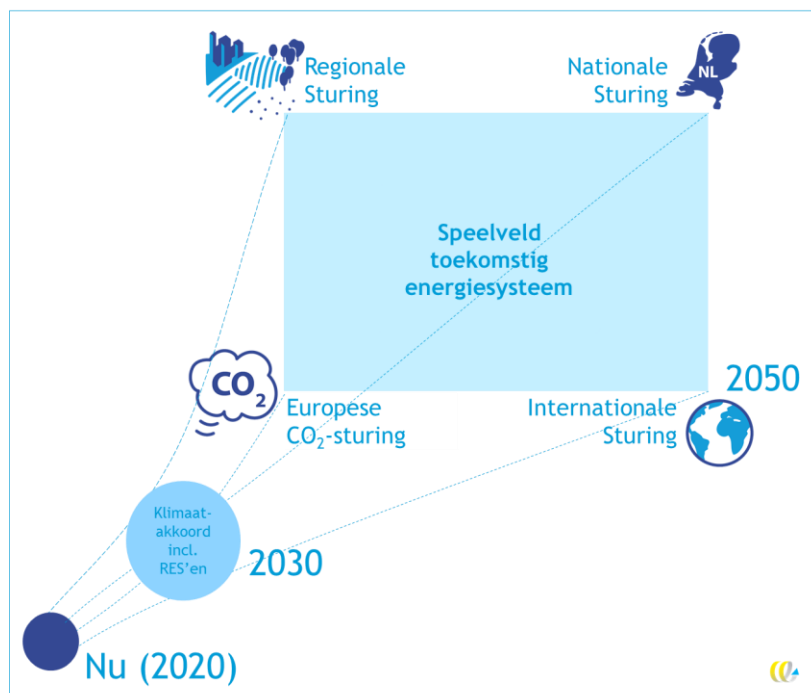 Regionale
Sturing
Nationale
Sturing
NL
Speelveld
toekomstig
energiesysteem
CO₂
2050
Europese
CO₂-sturing
Internationale
Sturing
Klimaat-
akkoord
incl.
RES'en
2030
Nu (2020)